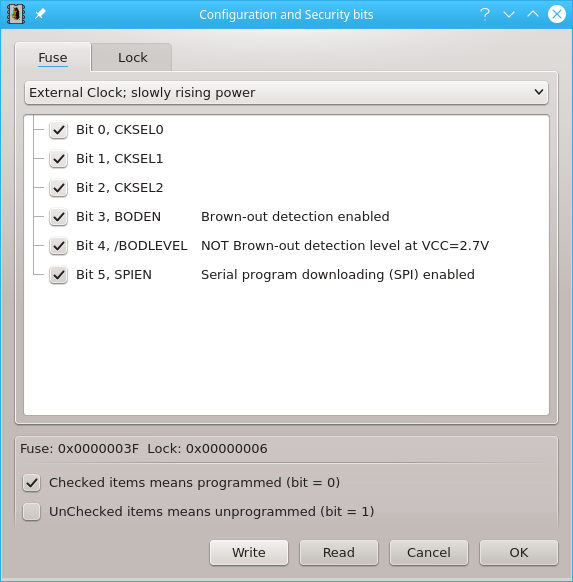 Configuration and Security bits
?
Fuse Lock
External Clock; slowly rising power
Bit 0, CKSEL0
Bit 1, CKSEL1
Bit 2, CKSEL2
Bit 3, BODEN Brown-out detection enabled
Bit 4, /BODLEVEL NOT Brown-out detection level at VCC=2.7V
Bit 5, SPIEN Serial program downloading (SPI) enabled
Fuse: 0x0000003F Lock: 0x00000006
Checked items means programmed (bit = 0)
UnChecked items means unprogrammed (bit = 1)
Write Read Cancel OK